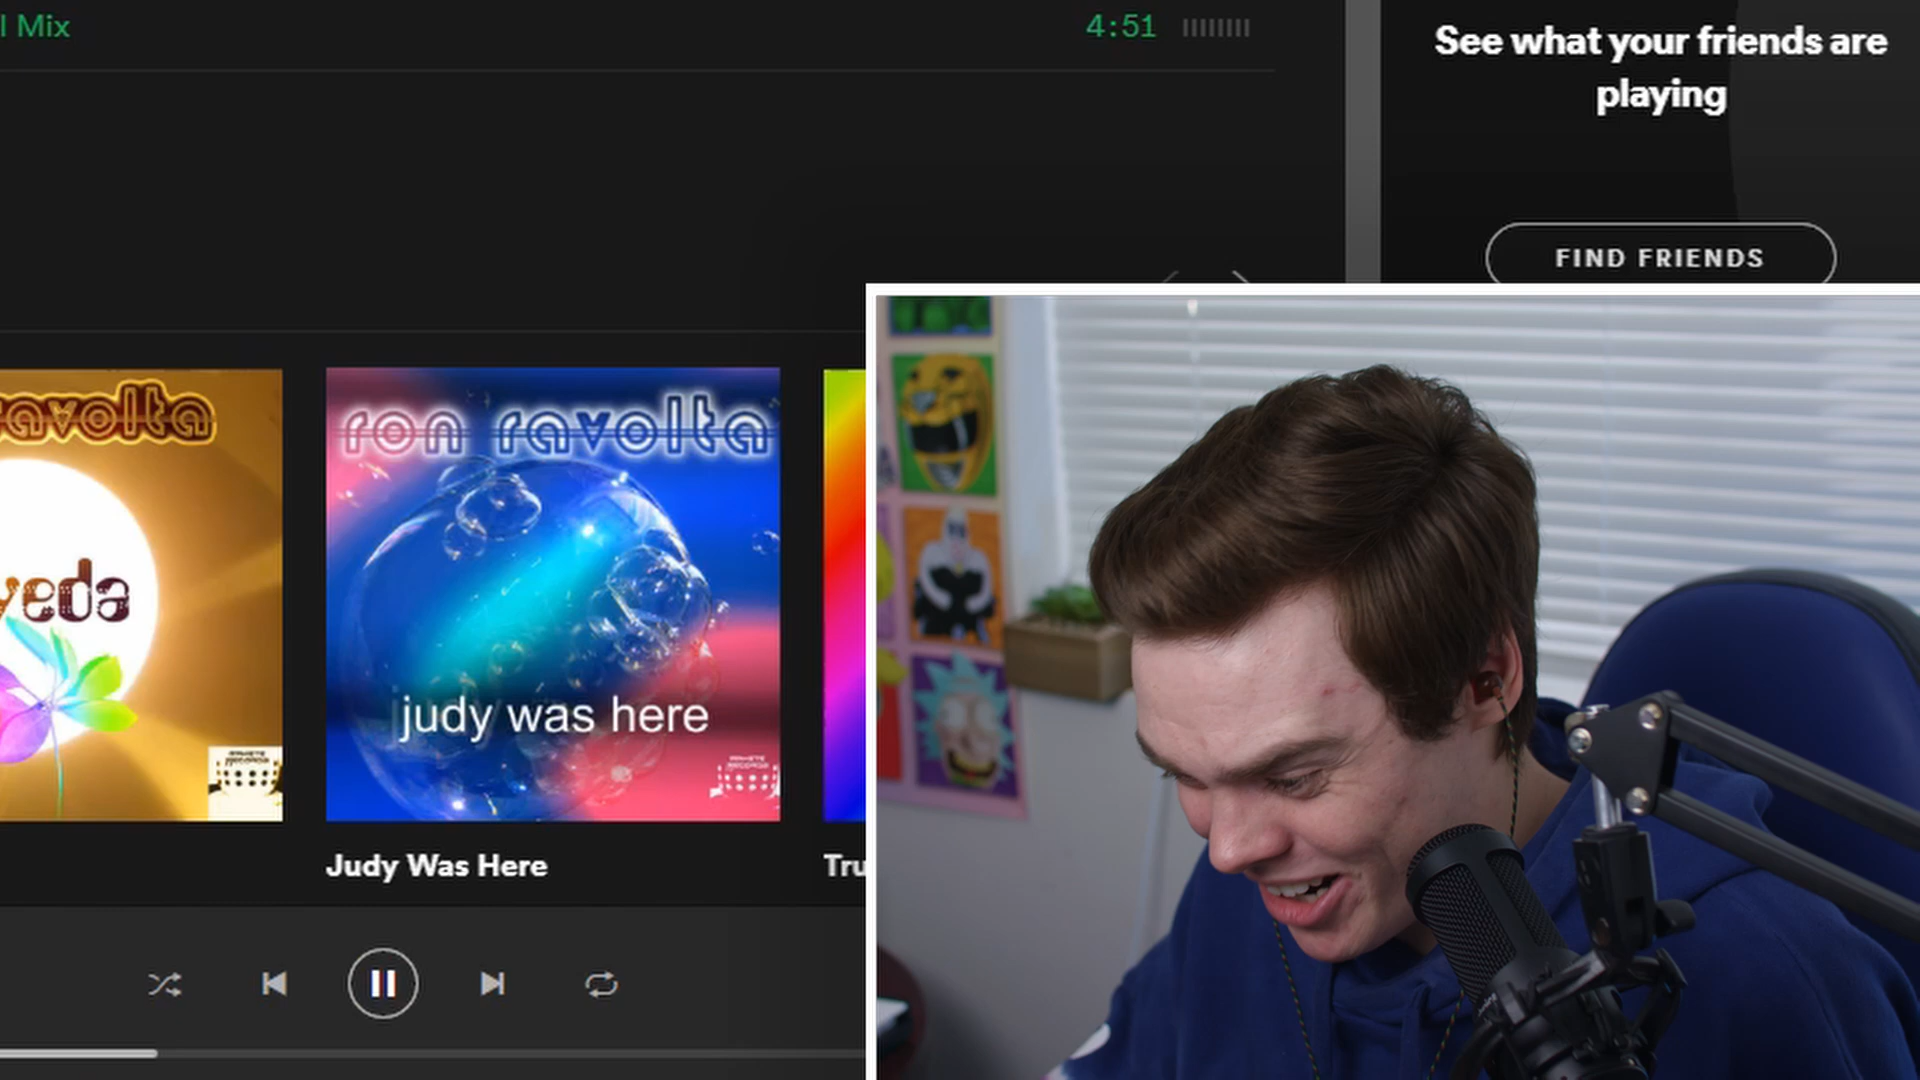 l Mix
4:51
See what your friends are
playing
FIND FRIENDS
ravolta
veda
ron ravolta
judy was here
Judy Was Here
Tru